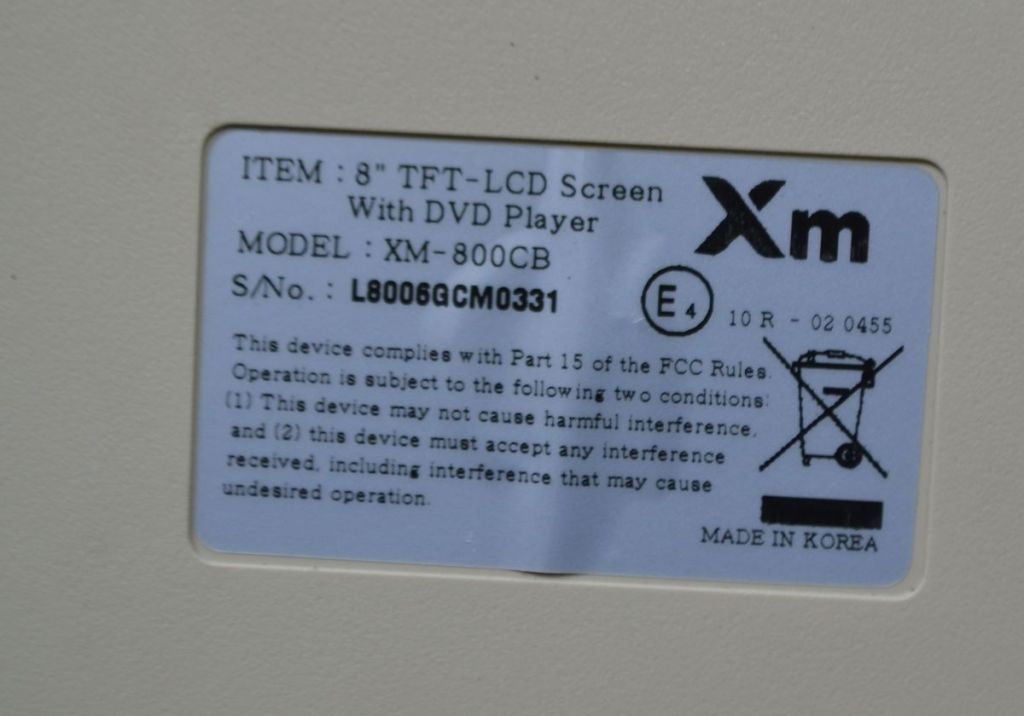 ITEM : 8" TFT-LCD Screen
With DVD Player
MODEL : XM-800CB
S/No. : L8006GCM0331
Xm
E4
10 R - 02 0455
This device complies with Part 15 of the FCC Rules.
Operation is subject to the following two conditions:
(1) This device may not cause harmful interference,
and (2) this device must accept any interference
received, including interference that may cause
undesired operation.
MADE IN KOREA